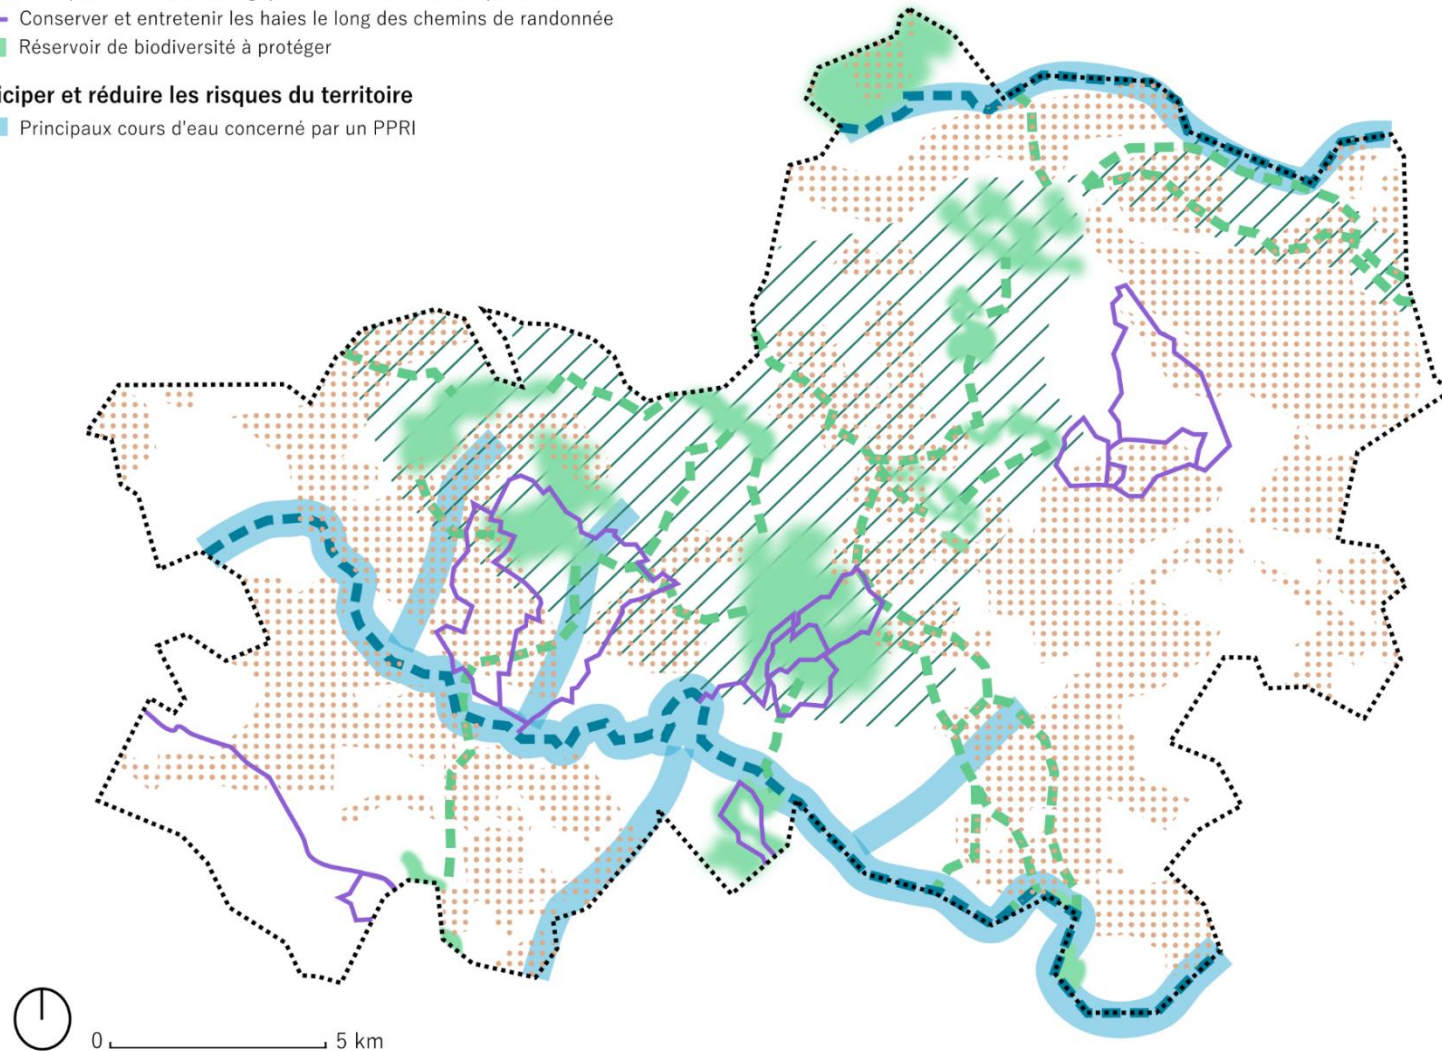 Conserver et entretenir les haies le long des chemins de randonnée
Réservoir de biodiversité à protéger
iciper et réduire les risques du territoire
Principaux cours d'eau concerné par un PPRI
0 5 km